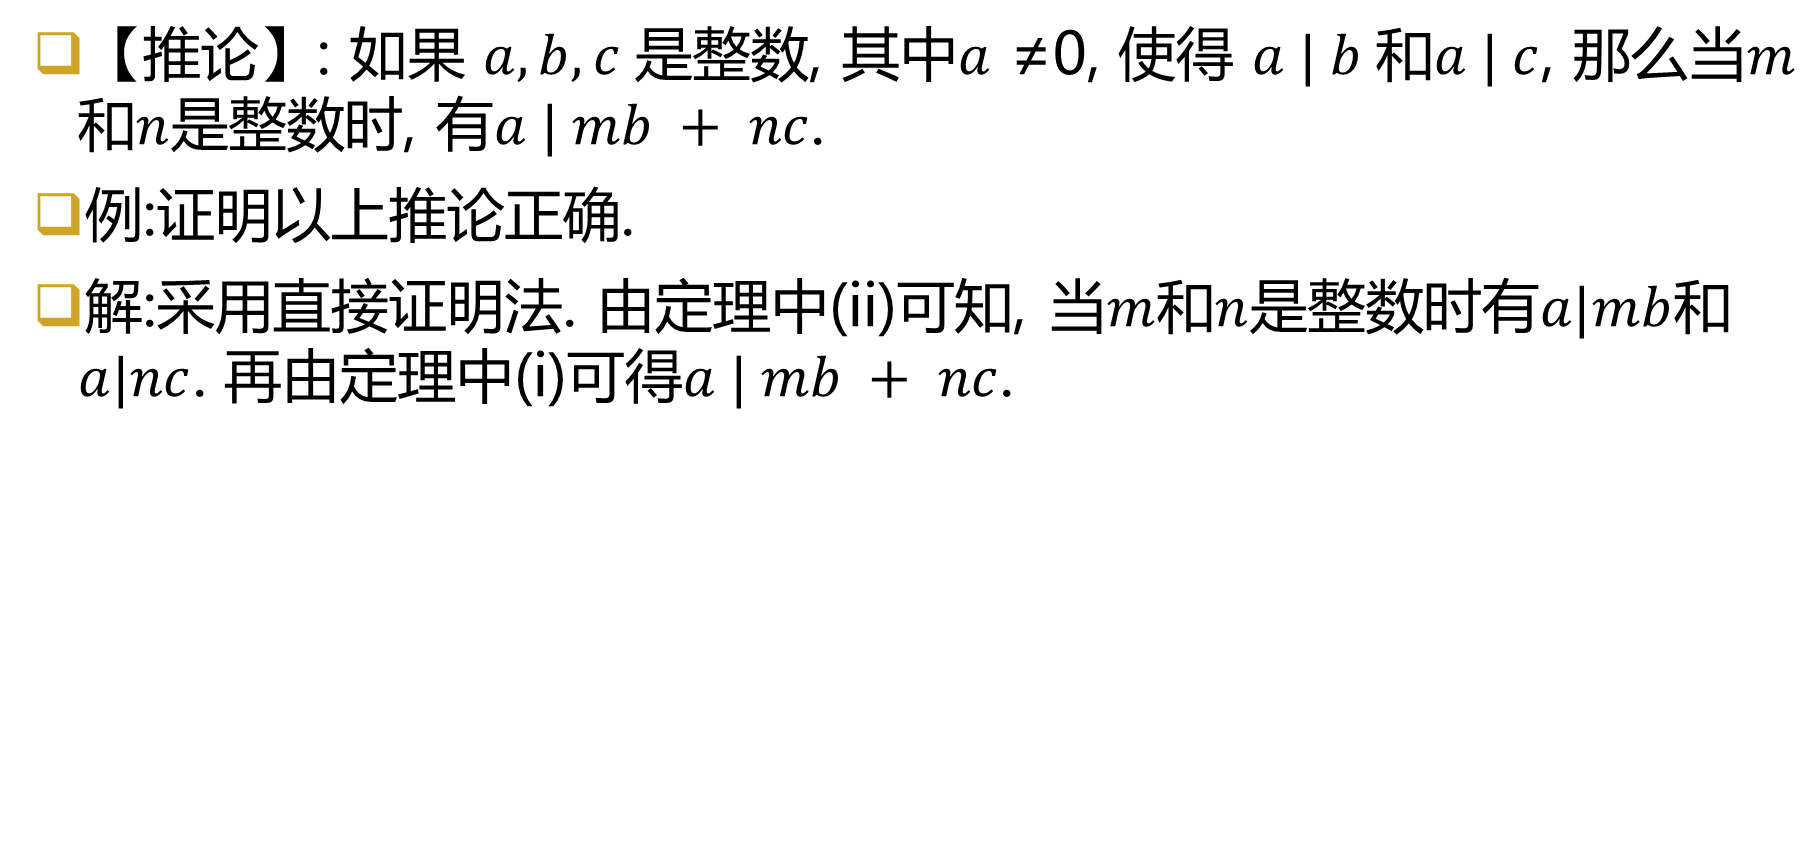 ❑【推论】: 如果 a, b, c 是整数, 其中a ≠0, 使得 a | b 和a | c, 那么当m
和n是整数时, 有a | mb + nc.
❑例:证明以上推论正确.
❑解:采用直接证明法. 由定理中(ii)可知, 当m和n是整数时有a|mb和
a|nc. 再由定理中(i)可得a | mb + nc.